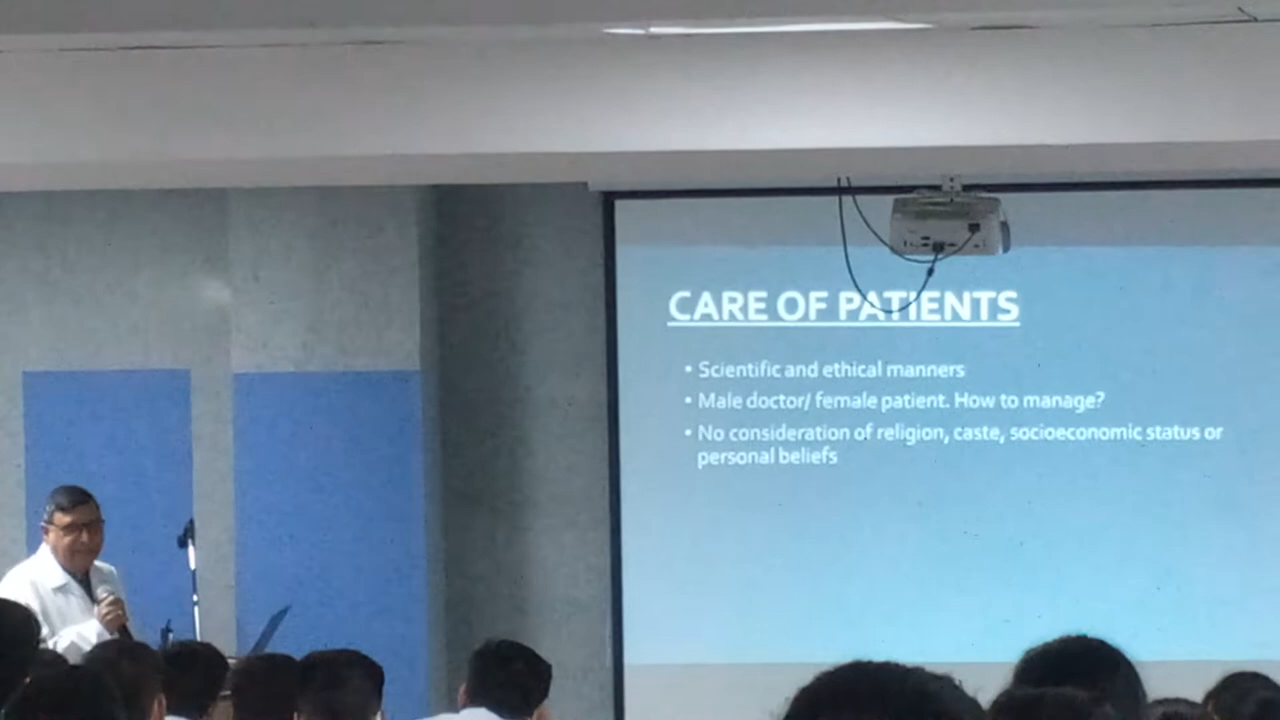 CARE OF PATIENTS
• Scientific and ethical manners
• Male doctor/ female patient. How to manage?
• No consideration of religion, caste, socioeconomic status or
personal beliefs